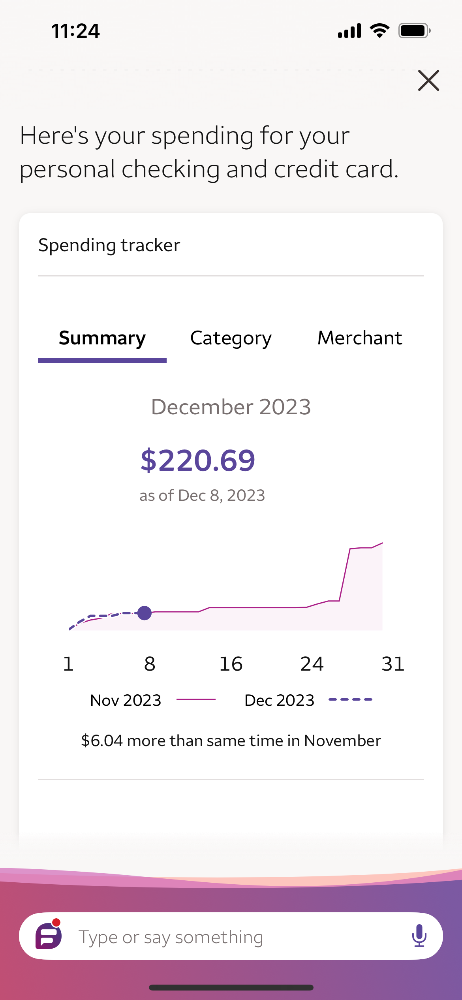 11:24
Here's your spending for your
personal checking and credit card.
Spending tracker
Summary Category Merchant
December 2023
$220.69
as of Dec 8, 2023
1 8 16 24 31
Nov 2023 Dec 2023
$6.04 more than same time in November
Type or say something